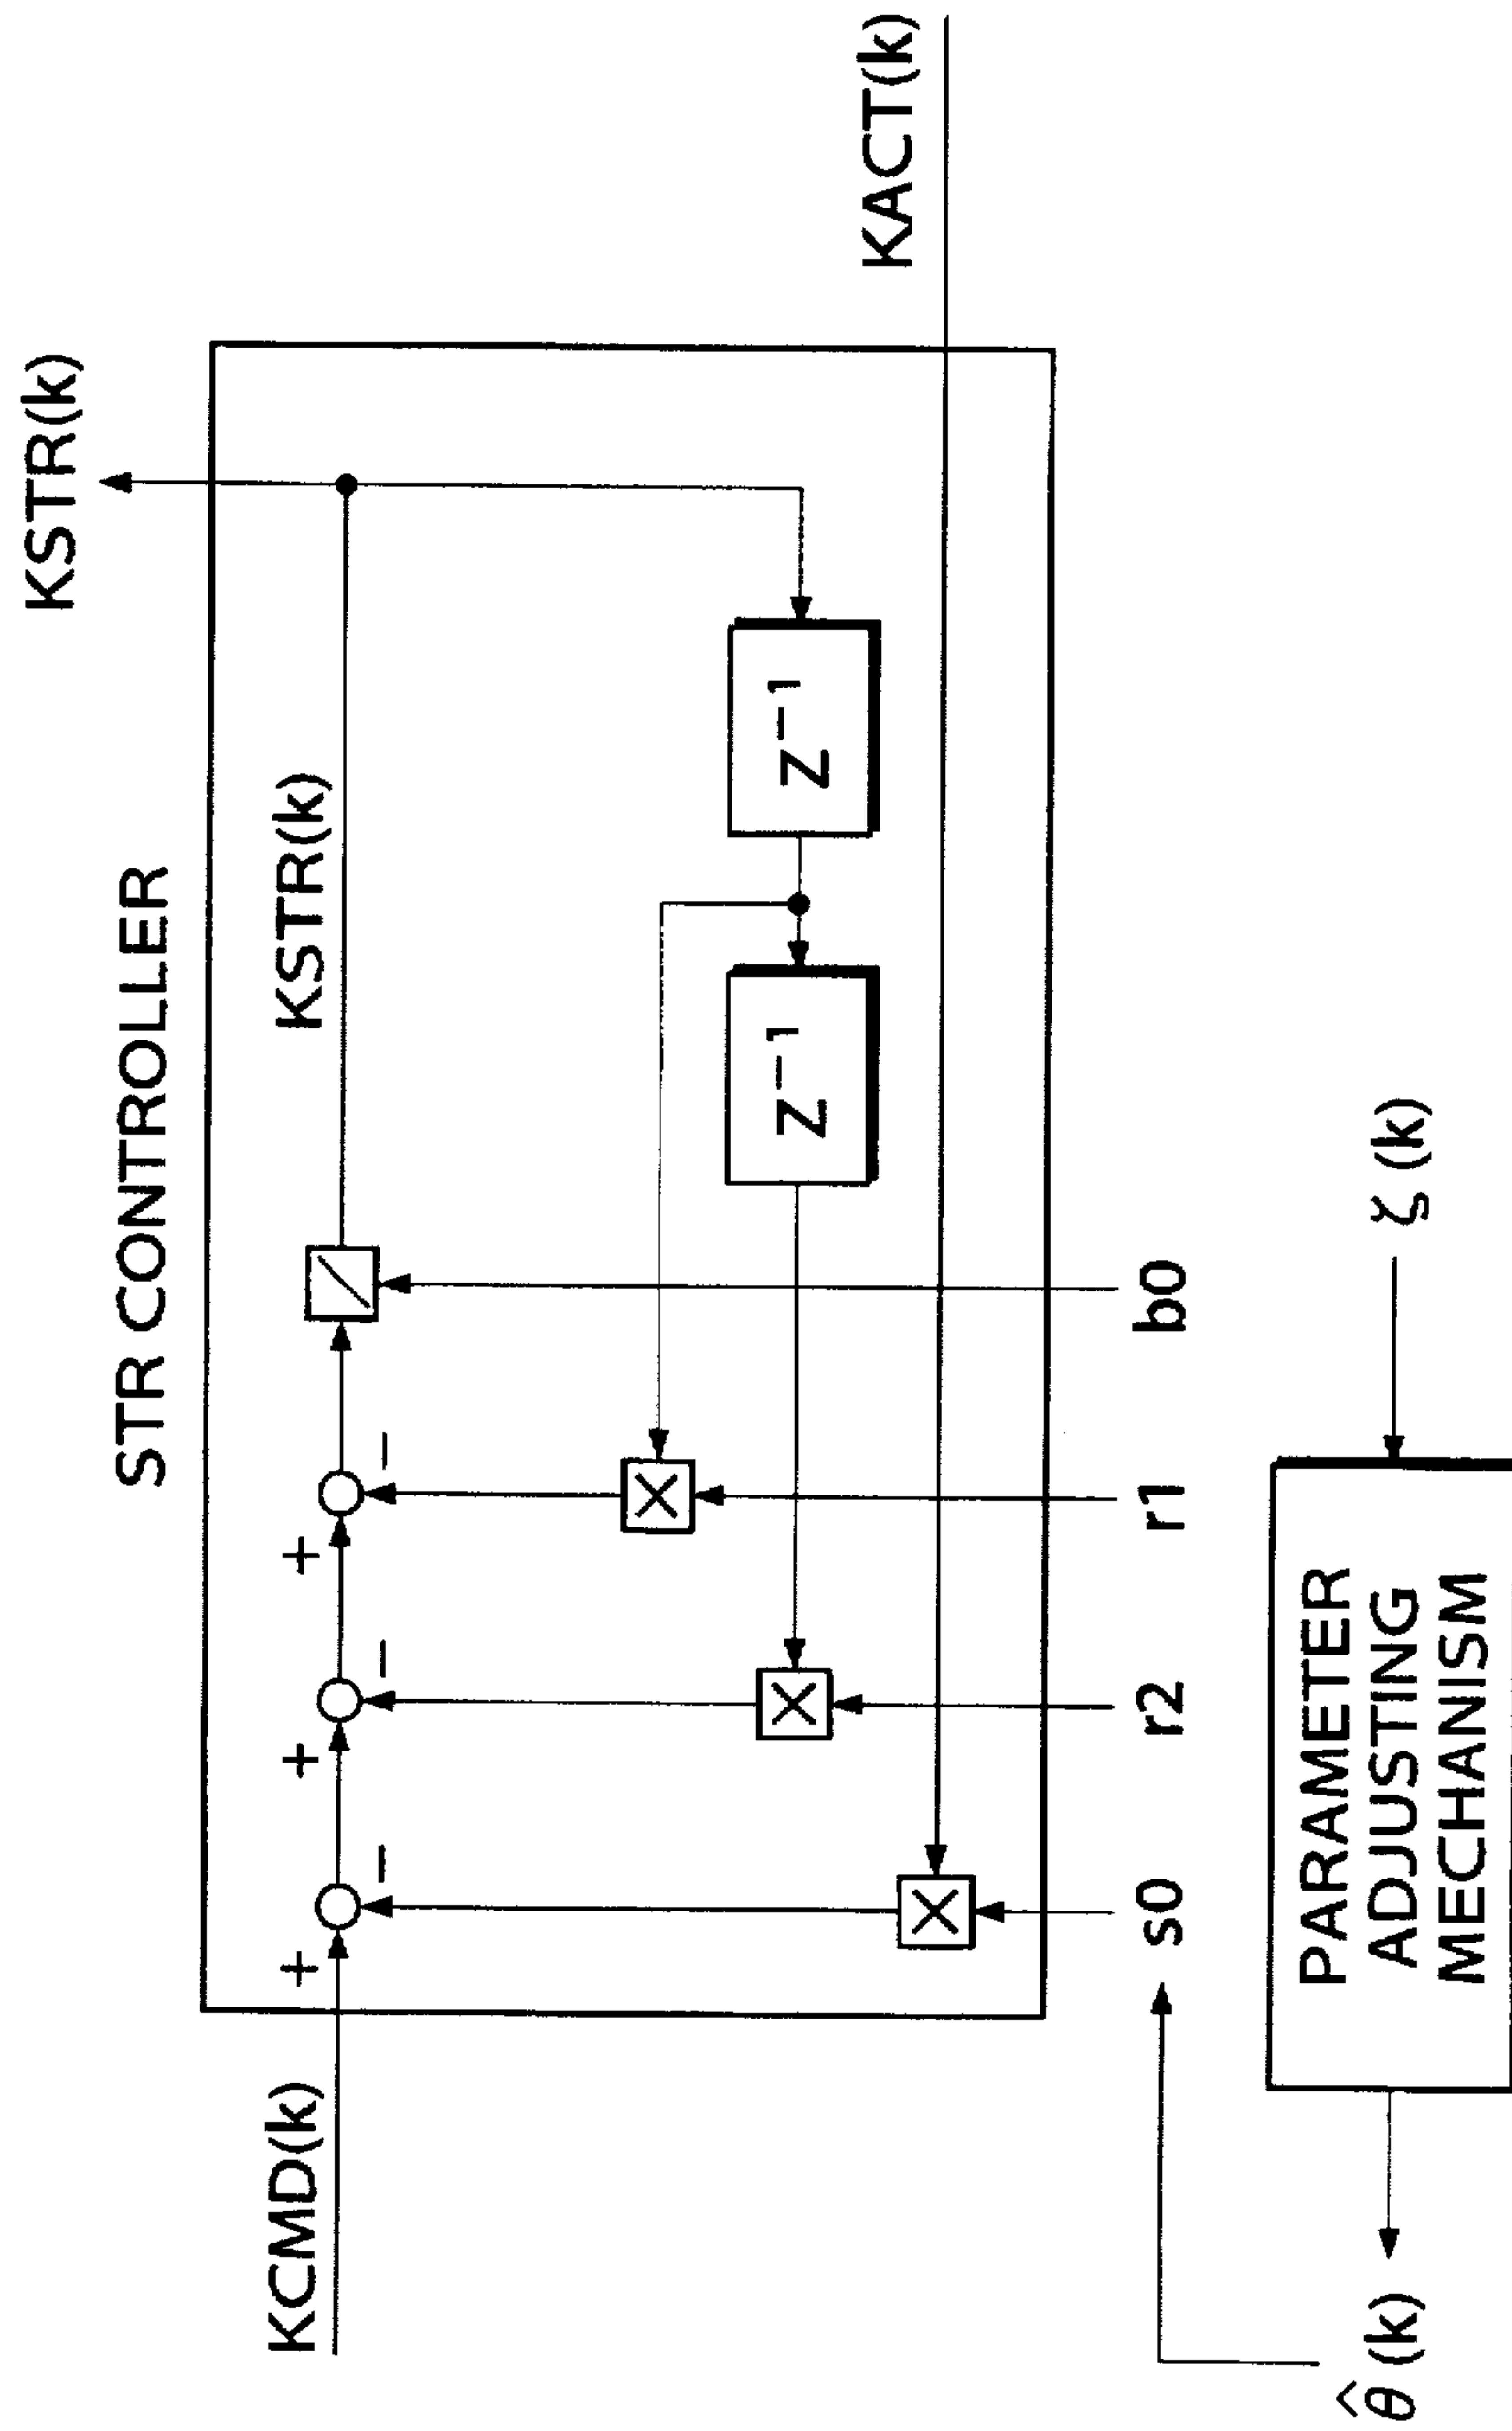 STR CONTROLLER
KSTR(k)
KCMD(k)
+
−
+
−
+
−
KSTR(k)
Z⁻¹
Z⁻¹
KACT(k)
s0
r2
r1
b0
θ̂ (k)
PARAMETER
ADJUSTING
MECHANISM
ζ (k)